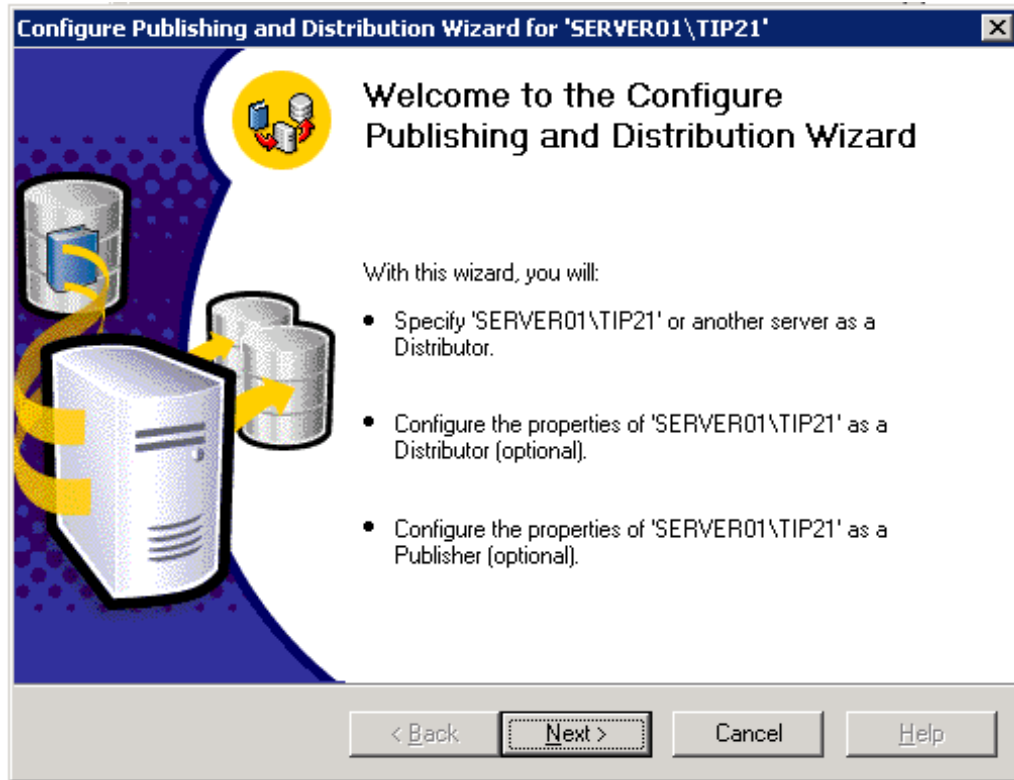 Configure Publishing and Distribution Wizard for 'SERVER01\TIP21'
Welcome to the Configure
Publishing and Distribution Wizard
With this wizard, you will:
• Specify 'SERVER01\TIP21' or another server as a
Distributor.
• Configure the properties of 'SERVER01\TIP21' as a
Distributor (optional).
• Configure the properties of 'SERVER01\TIP21' as a
Publisher (optional).
< Back
Next >
Cancel
Help